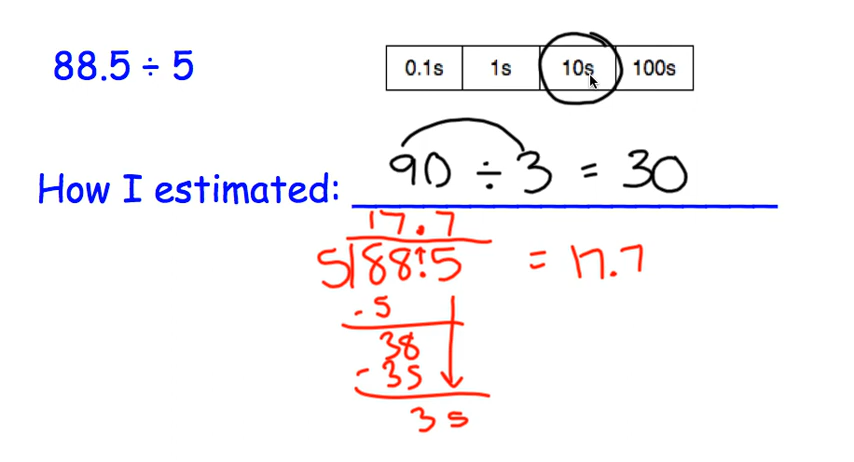 88.5 ÷ 5
0.1s 1s 10s 100s
How I estimated: 90 ÷ 3 = 30
17.7
5 88.5 = 17.7
- 5
38
- 35
35